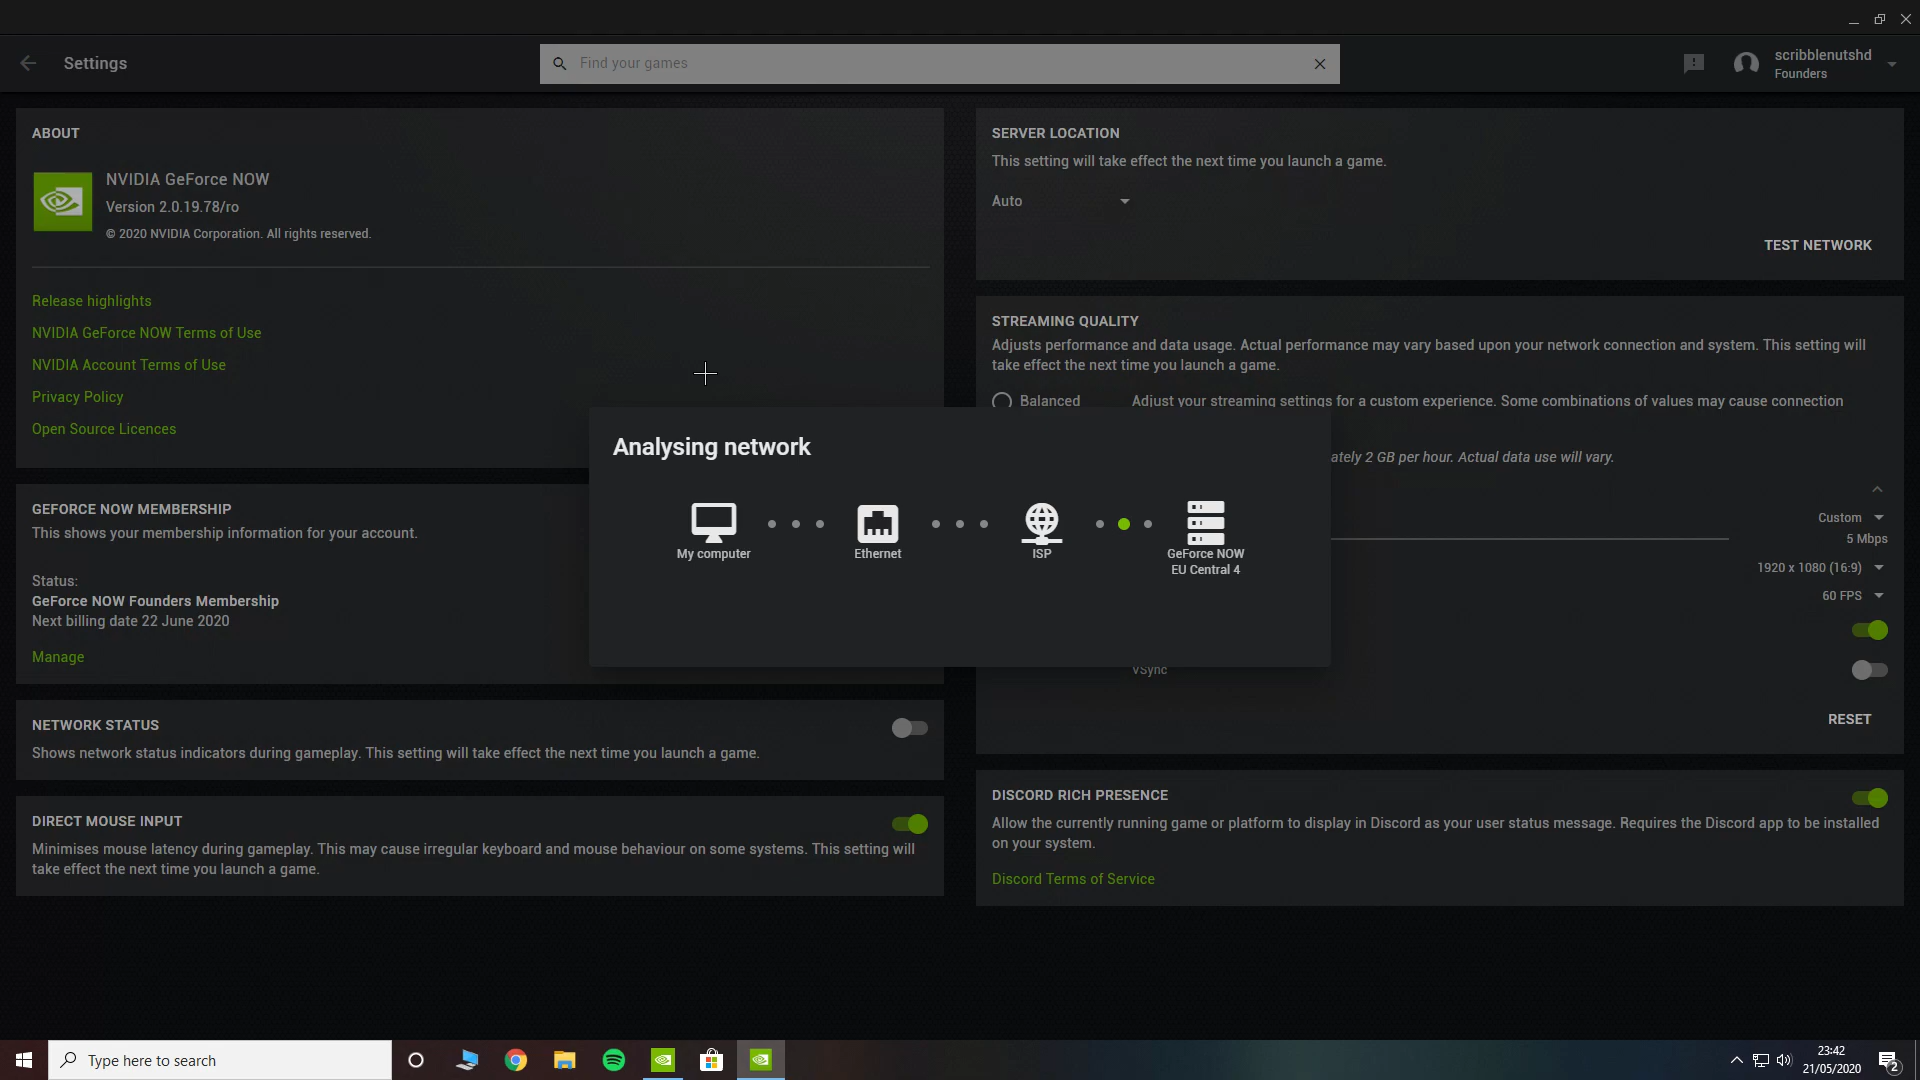 Settings
Find your games
scribblenutshd
Founders
ABOUT
NVIDIA GeForce NOW
Version 2.0.19.78/ro
© 2020 NVIDIA Corporation. All rights reserved.
Release highlights
NVIDIA GeForce NOW Terms of Use
NVIDIA Account Terms of Use
Privacy Policy
Open Source Licences
GEFORCE NOW MEMBERSHIP
This shows your membership information for your account.
Status:
GeForce NOW Founders Membership
Next billing date 22 June 2020
Manage
NETWORK STATUS
Shows network status indicators during gameplay. This setting will take effect the next time you launch a game.
DIRECT MOUSE INPUT
Minimises mouse latency during gameplay. This may cause irregular keyboard and mouse behaviour on some systems. This setting will
take effect the next time you launch a game.
SERVER LOCATION
This setting will take effect the next time you launch a game.
Auto
TEST NETWORK
STREAMING QUALITY
Adjusts performance and data usage. Actual performance may vary based upon your network connection and system. This setting will
take effect the next time you launch a game.
Balanced Adjust your streaming settings for a custom experience. Some combinations of values may cause connection
ately 2 GB per hour. Actual data use will vary.
Custom
5 Mbps
1920 x 1080 (16:9)
60 FPS
VSync
RESET
DISCORD RICH PRESENCE
Allow the currently running game or platform to display in Discord as your user status message. Requires the Discord app to be installed
on your system.
Discord Terms of Service
Analysing network
My computer
Ethernet
ISP
GeForce NOW
EU Central 4
Type here to search
23:42
21/05/2020
2